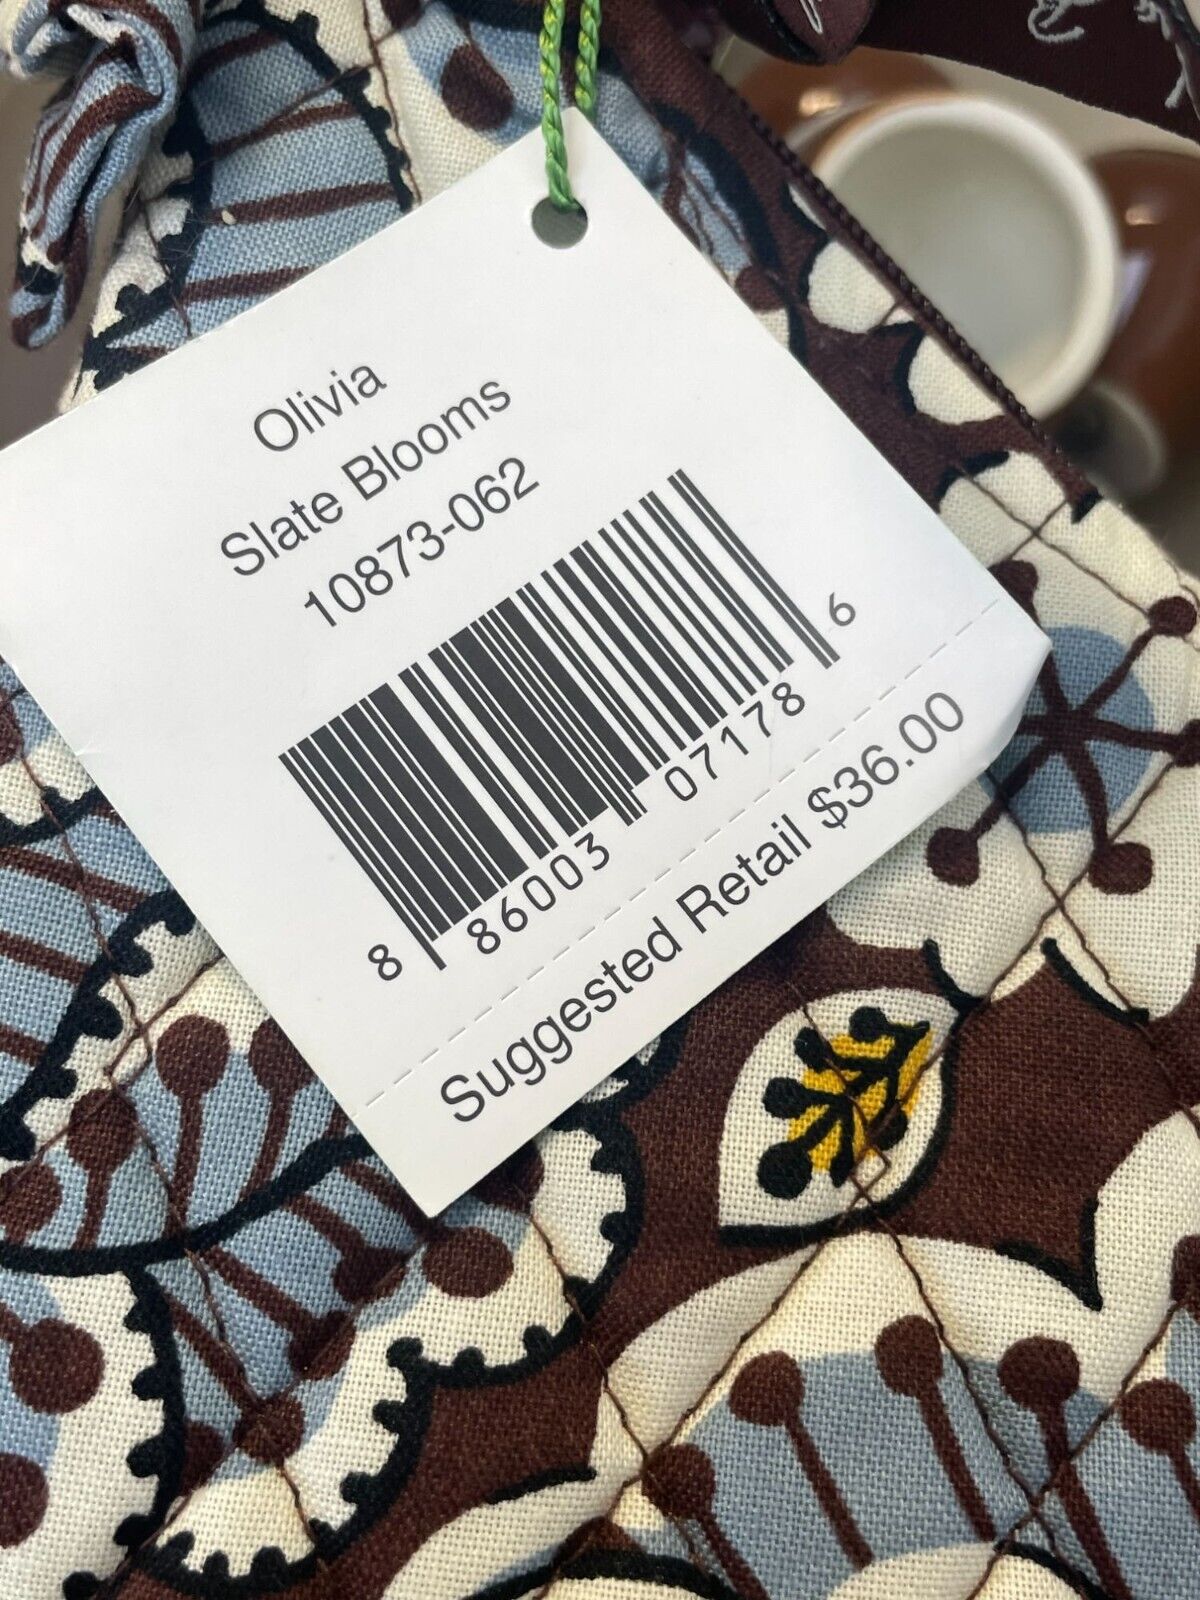 Olivia
Slate Blooms
10873-062
8 86003 07178 6
Suggested Retail $36.00